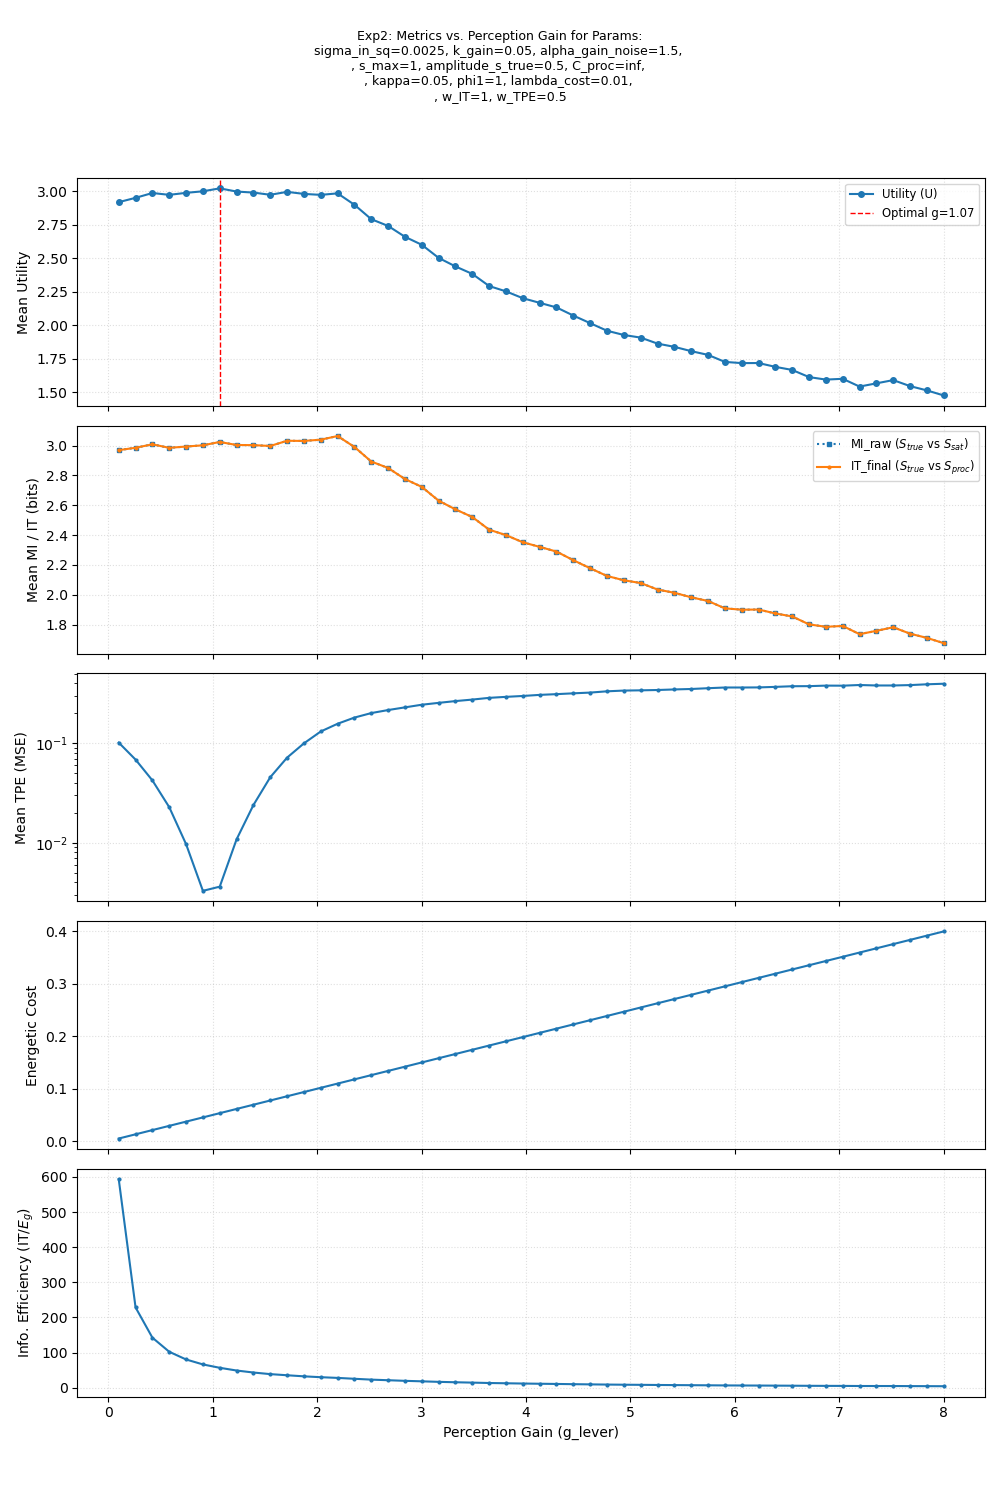 Exp2: Metrics vs. Perception Gain for Params:
sigma_in_sq=0.0025, k_gain=0.05, alpha_gain_noise=1.5,
, s_max=1, amplitude_s_true=0.5, C_proc=inf,
, kappa=0.05, phi1=1, lambda_cost=0.01,
, w_IT=1, w_TPE=0.5
Mean Utility
3.00
2.75
2.50
2.25
2.00
1.75
1.50
Utility (U)
Optimal g=1.07
Mean MI / IT (bits)
3.0
2.8
2.6
2.4
2.2
2.0
1.8
MI_raw (S_true vs S_sat)
IT_final (S_true vs S_proc)
Mean TPE (MSE)
10⁻¹
10⁻²
Energetic Cost
0.4
0.3
0.2
0.1
0.0
Info. Efficiency (IT/E_g)
600
500
400
300
200
100
0
0 1 2 3 4 5 6 7 8
Perception Gain (g_lever)